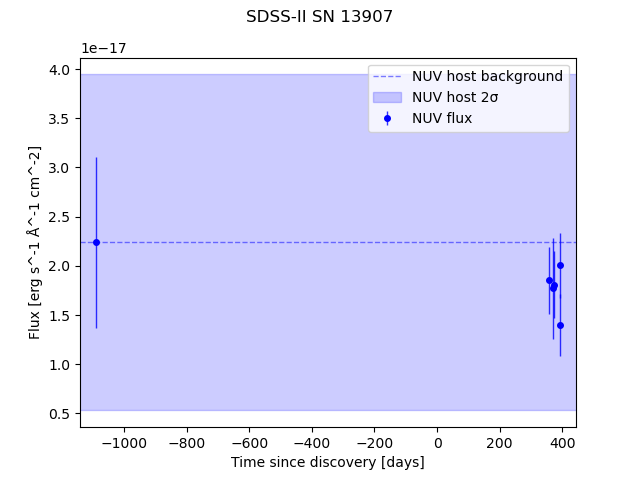 SDSS-II SN 13907
1e−17
NUV host background
NUV host 2σ
NUV flux
4.0
3.5
3.0
2.5
2.0
1.5
1.0
0.5
Flux [erg s^-1 Å^-1 cm^-2]
−1000 −800 −600 −400 −200 0 200 400
Time since discovery [days]